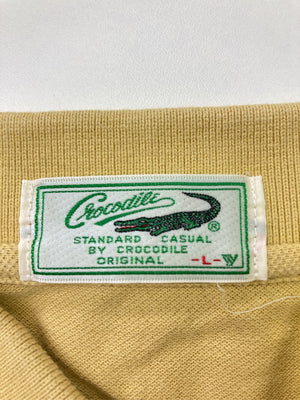 Crocodile
®
STANDARD CASUAL
BY CROCODILE
ORIGINAL -L-